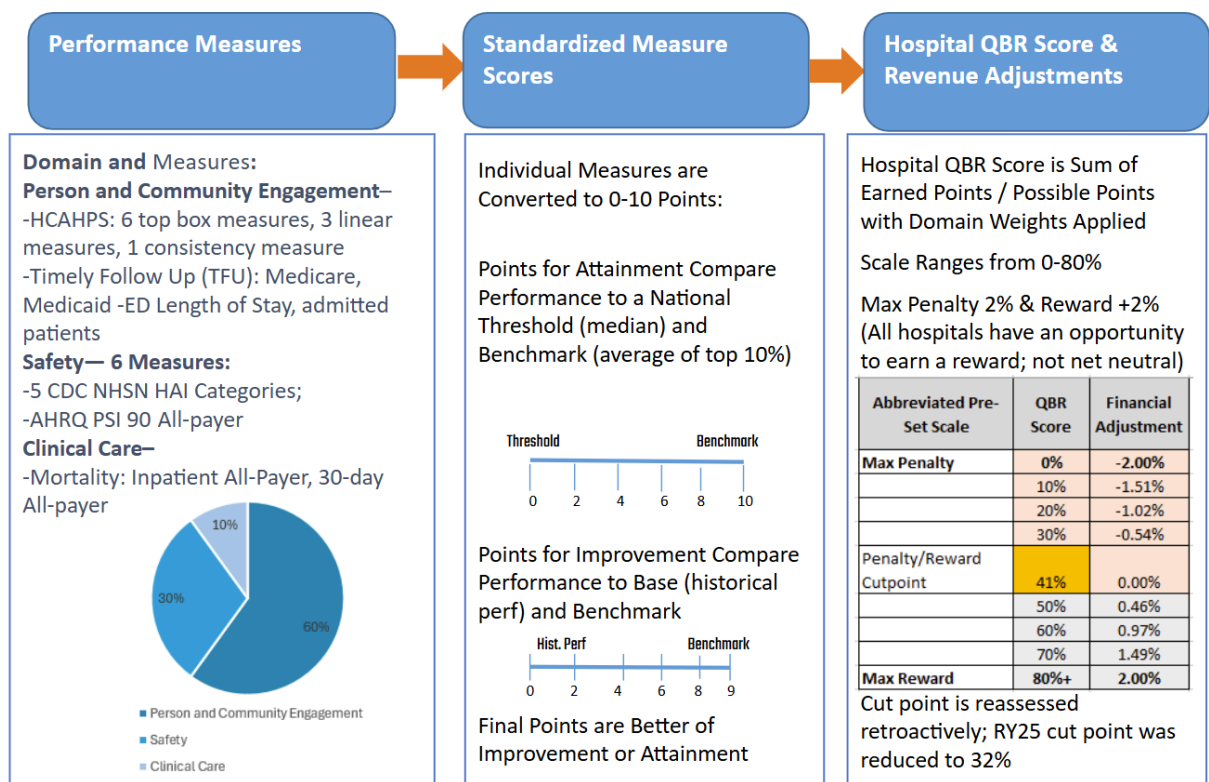 Performance Measures
Domain and Measures:
Person and Community Engagement–
-HCAHPS: 6 top box measures, 3 linear
measures, 1 consistency measure
-Timely Follow Up (TFU): Medicare,
Medicaid -ED Length of Stay, admitted
patients
Safety— 6 Measures:
-5 CDC NHSN HAI Categories;
-AHRQ PSI 90 All-payer
Clinical Care–
-Mortality: Inpatient All-Payer, 30-day
All-payer
10%
30%
60%
Person and Community Engagement
Safety
Clinical Care
Standardized Measure
Scores
Individual Measures are
Converted to 0-10 Points:
Points for Attainment Compare
Performance to a National
Threshold (median) and
Benchmark (average of top 10%)
Threshold Benchmark
0 2 4 6 8 10
Points for Improvement Compare
Performance to Base (historical
perf) and Benchmark
Hist. Perf Benchmark
0 2 4 6 8 9
Final Points are Better of
Improvement or Attainment
Hospital QBR Score &
Revenue Adjustments
Hospital QBR Score is Sum of
Earned Points / Possible Points
with Domain Weights Applied
Scale Ranges from 0-80%
Max Penalty 2% & Reward +2%
(All hospitals have an opportunity
to earn a reward; not net neutral)
Abbreviated Pre-Set Scale QBR Score Financial Adjustment
Max Penalty 0% -2.00%
10% -1.51%
20% -1.02%
30% -0.54%
Penalty/Reward
Cutpoint 41% 0.00%
50% 0.46%
60% 0.97%
70% 1.49%
Max Reward 80%+ 2.00%
Cut point is reassessed
retroactively; RY25 cut point was
reduced to 32%